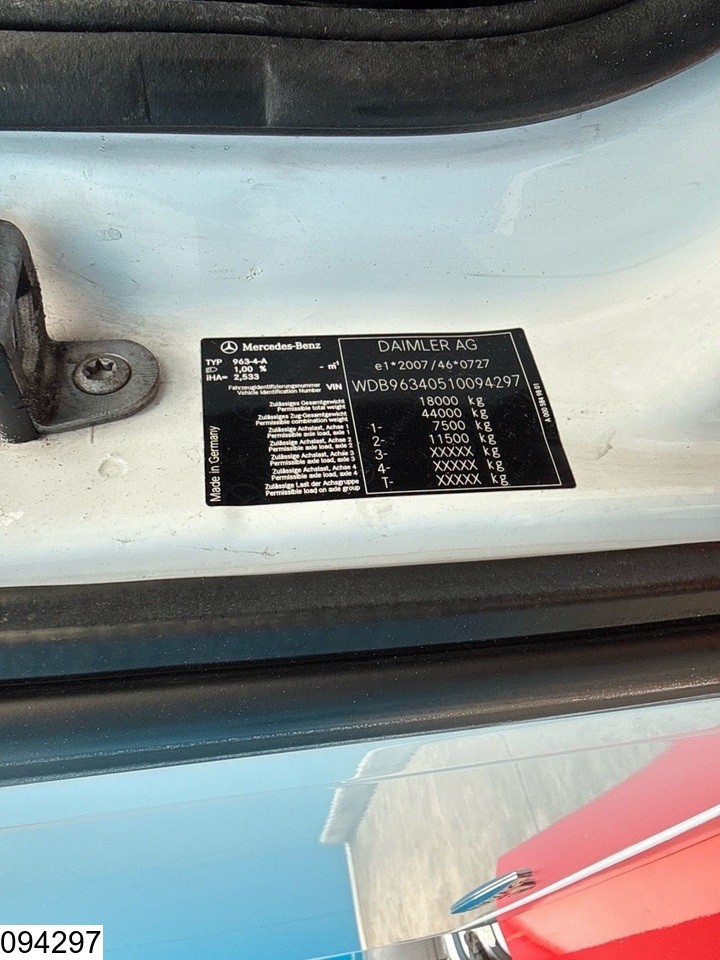 Mercedes-Benz
TYP 963-4-A
1,00 % - m¹
iHA= 2,533
Fahrzeugidentifizierungsnummer
Vehicle Identification Number VIN
Zulässiges Gesamtgewicht
Permissible total weight
Zulässiges Zug-Gesamtgewicht
Permissible combination weight
Zulässige Achslast, Achse 1
Permissible axle load, axle 1
Zulässige Achslast, Achse 2
Permissible axle load, axle 2
Zulässige Achslast, Achse 3
Permissible axle load, axle 3
Zulässige Achslast, Achse 4
Permissible axle load, axle 4
Zulässige Last der Achsgruppe
Permissible load on axle group
Made in Germany
DAIMLER AG
e1*2007/46*0727
WDB96340510094297
18000 kg
44000 kg
1- 7500 kg
2- 11500 kg
3- XXXXX kg
4- XXXXX kg
T- XXXXX kg
094297